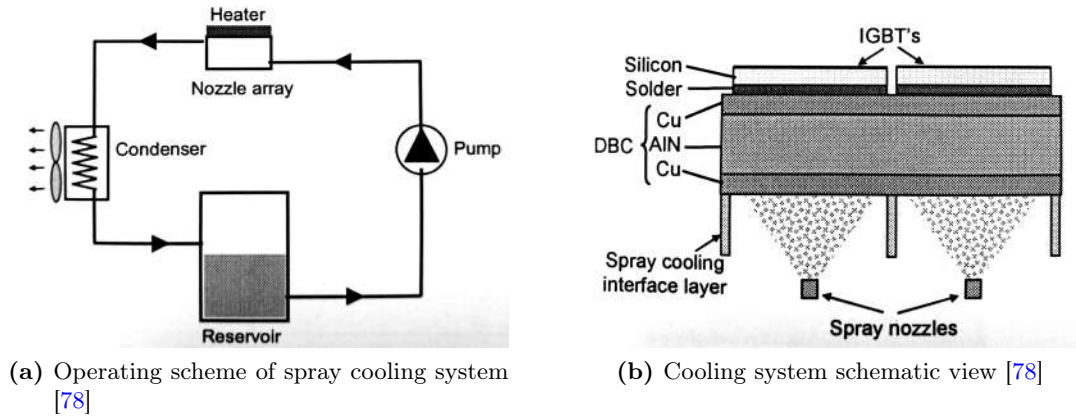 Heater
Nozzle array
Condenser
Pump
Reservoir
(a) Operating scheme of spray cooling system
[78]
IGBT's
Silicon
Solder
Cu
DBC
AlN
Cu
Spray cooling
interface layer
Spray nozzles
(b) Cooling system schematic view [78]